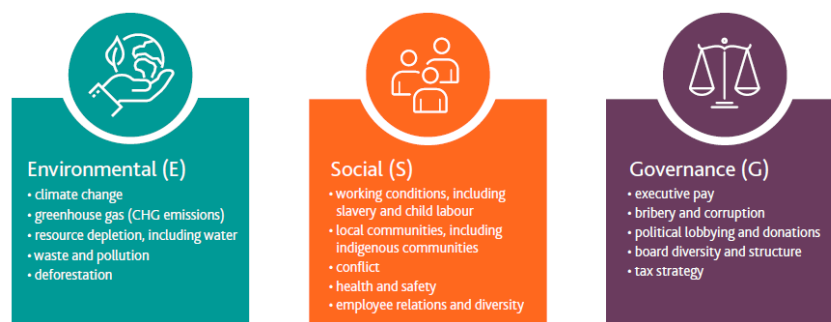 Environmental (E)
• climate change
• greenhouse gas (CHG emissions)
• resource depletion, including water
• waste and pollution
• deforestation
Social (S)
• working conditions, including
slavery and child labour
• local communities, including
indigenous communities
• conflict
• health and safety
• employee relations and diversity
Governance (G)
• executive pay
• bribery and corruption
• political lobbying and donations
• board diversity and structure
• tax strategy